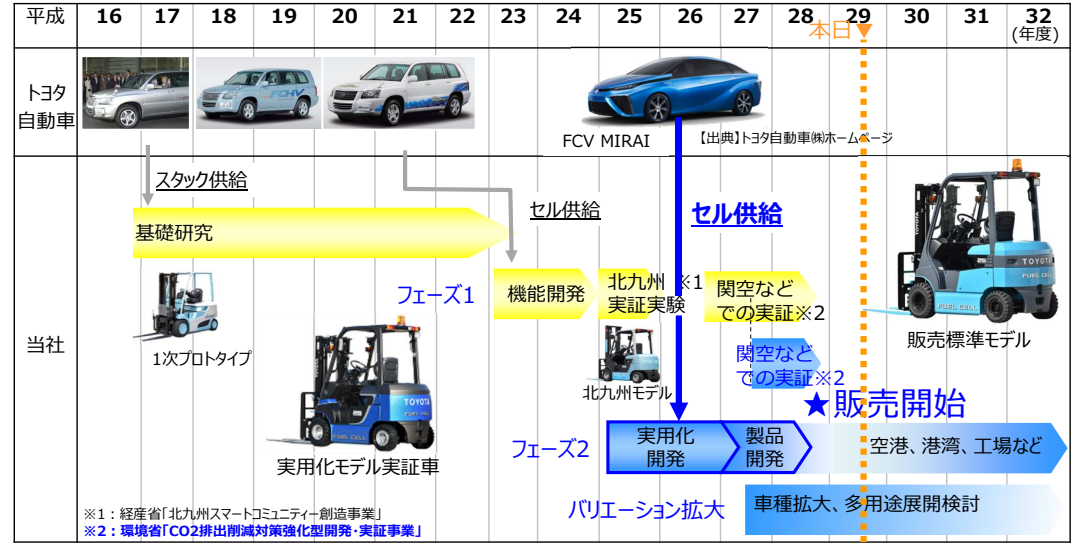 平成 16 17 18 19 20 21 22 23 24 25 26 27 28 29 30 31 32
(年度)
本日
トヨタ
自動車
FCHV
FCV MIRAI
【出典】トヨタ自動車㈱ホームページ
当社
スタック供給
セル供給
セル供給
基礎研究
フェーズ1
機能開発
北九州 ※1
実証実験
関空など
での実証※2
関空など
での実証※2
1次プロトタイプ
TOYOTA
FUEL CELL
実用化モデル実証車
北九州モデル
TOYOTA
FUEL CELL
FUEL CELL
販売標準モデル
★販売開始
フェーズ2
実用化
開発
製品
開発
空港、港湾、工場など
バリエーション拡大
車種拡大、多用途展開検討
※1：経産省「北九州スマートコミュニティー創造事業」
※2：環境省「CO2排出削減対策強化型開発・実証事業」